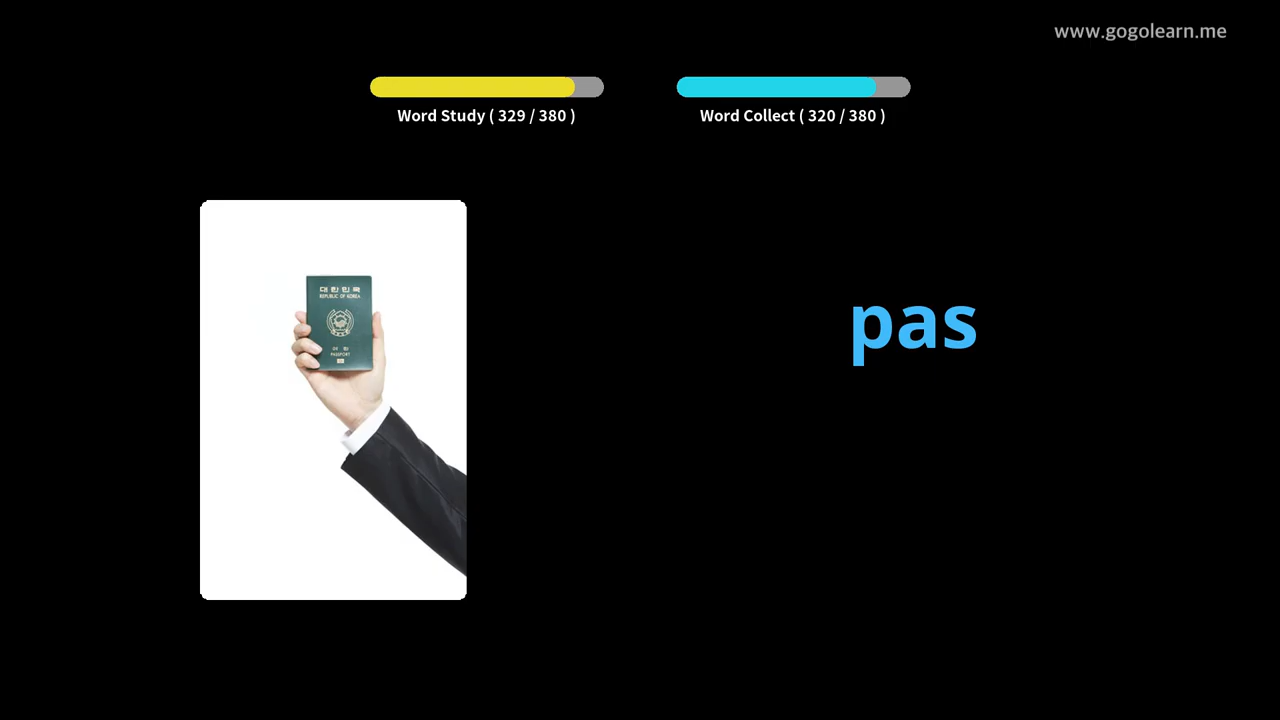 www.gogolearn.me
Word Study ( 329 / 380 )
Word Collect ( 320 / 380 )
대한민국
REPUBLIC OF KOREA
여 권
PASSPORT
pas